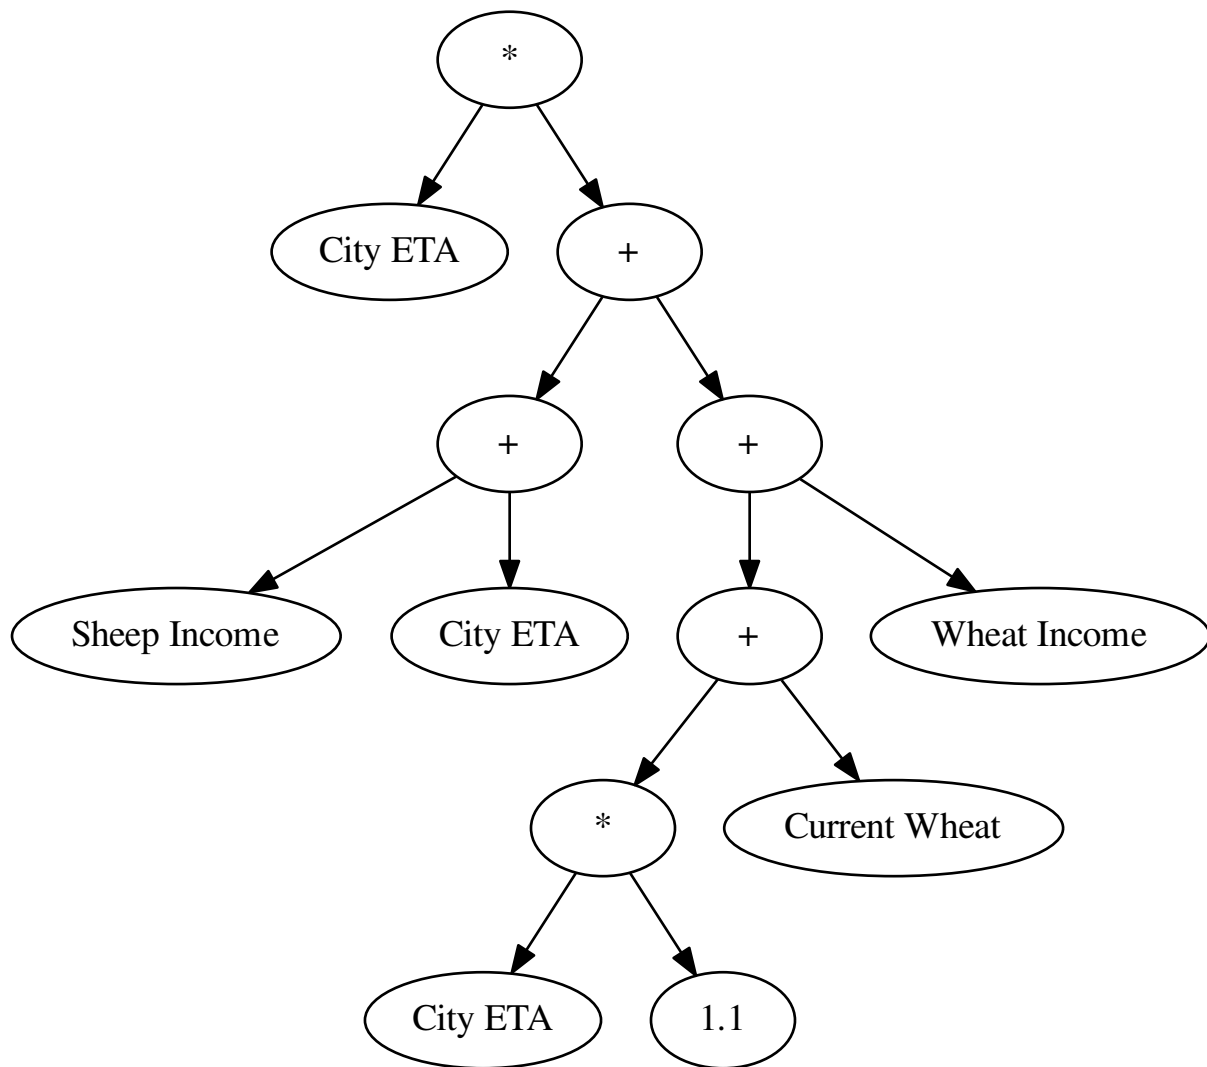 *
City ETA
+
+
+
Sheep Income
City ETA
+
Wheat Income
*
Current Wheat
City ETA
1.1